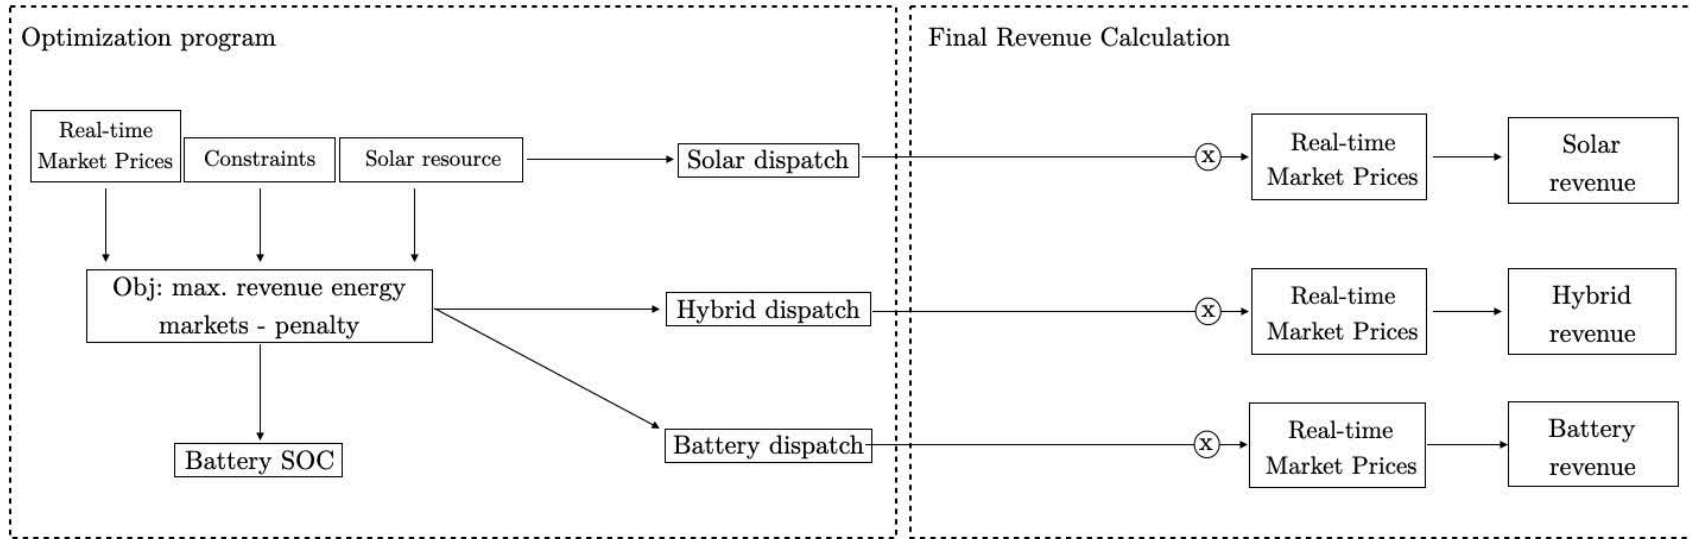 Optimization program
Final Revenue Calculation
Real-time
Market Prices
Constraints
Solar resource
Solar dispatch
x
Real-time
Market Prices
Solar
revenue
Obj: max. revenue energy
markets - penalty
Hybrid dispatch
x
Real-time
Market Prices
Hybrid
revenue
Battery SOC
Battery dispatch
x
Real-time
Market Prices
Battery
revenue